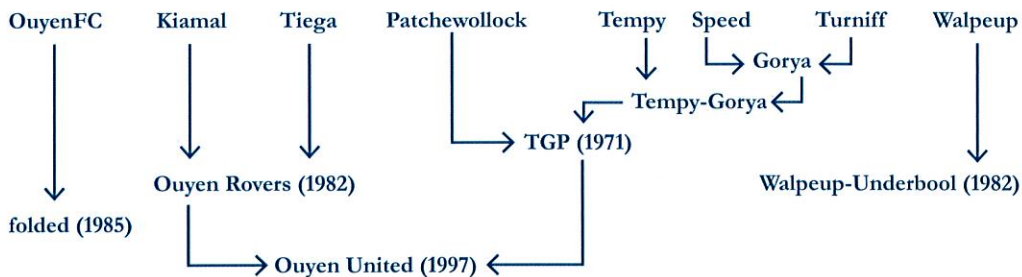 OuyenFC Kiamal Tiega Patchewollock Tempy Speed Turniff Walpeup
Gorya
Tempy-Gorya
TGP (1971)
Ouyen Rovers (1982) Walpeup-Underbool (1982)
folded (1985)
Ouyen United (1997)